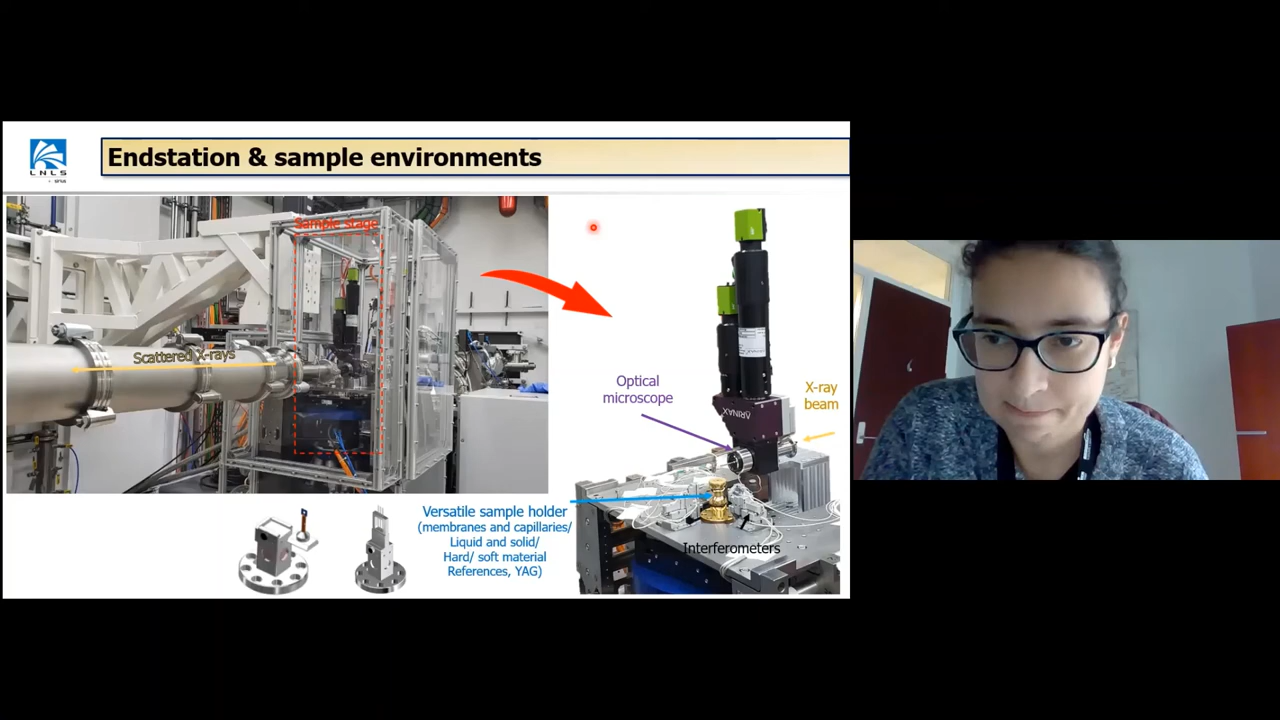 Endstation & sample environments
LNLS
Sample stage
Scattered X-rays
Optical
microscope
X-ray
beam
ARINAX
Versatile sample holder
(membranes and capillaries/
Liquid and solid/
Hard/ soft material
References, YAG)
Interferometers